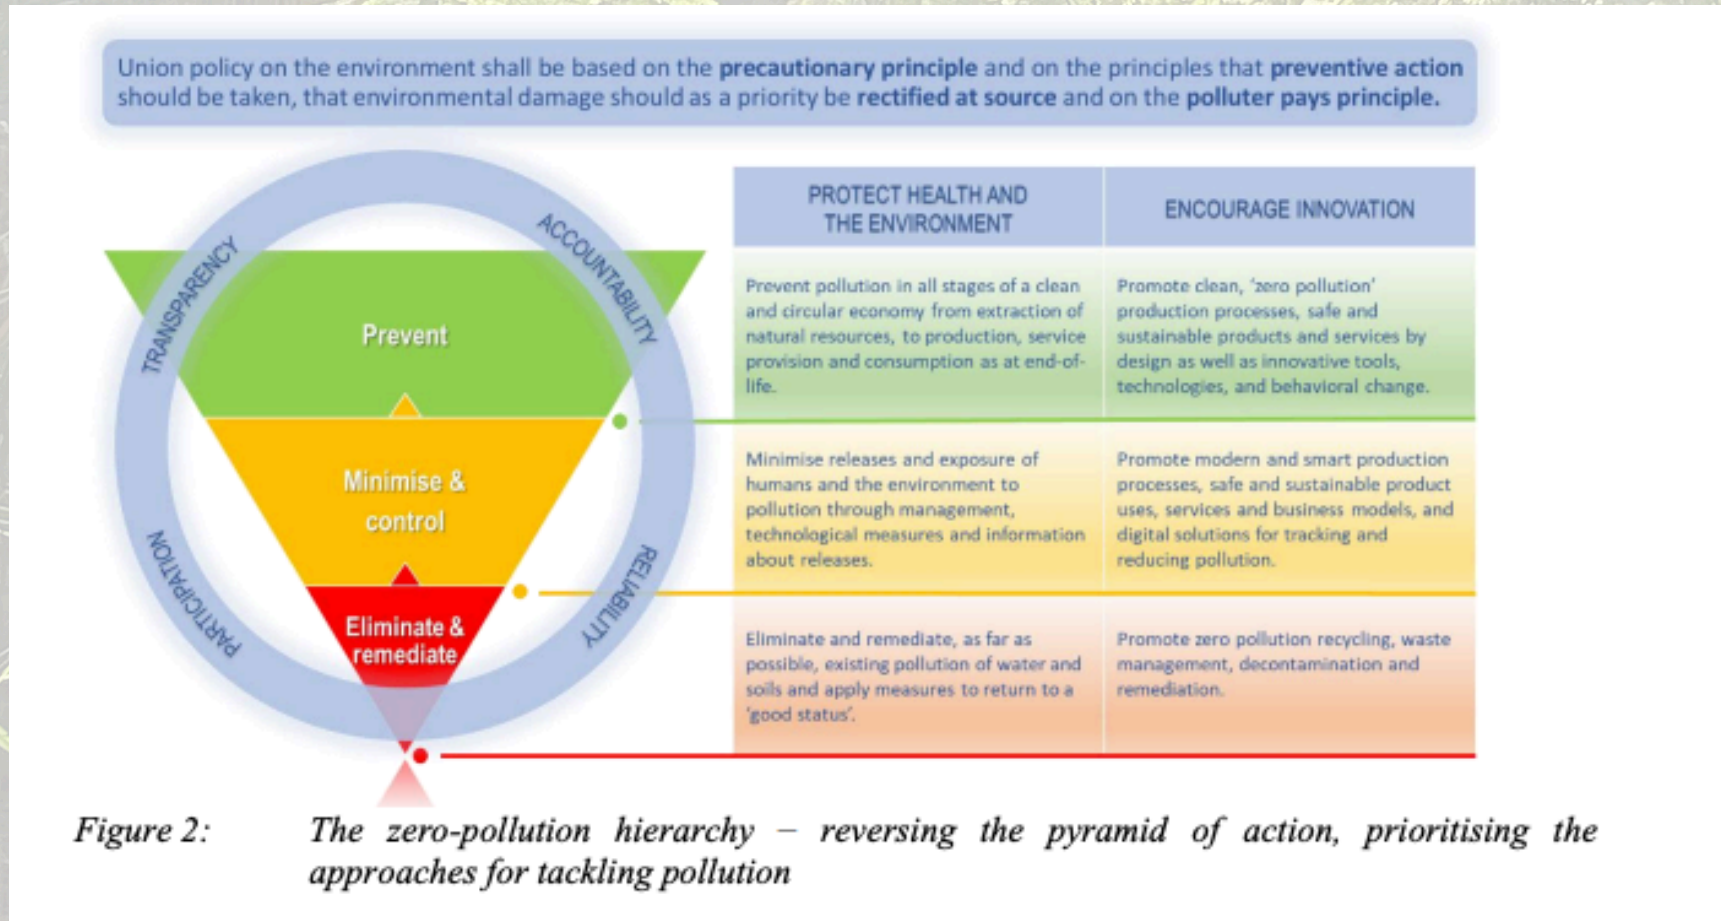 Union policy on the environment shall be based on the precautionary principle and on the principles that preventive action
should be taken, that environmental damage should as a priority be rectified at source and on the polluter pays principle.
TRANSPARENCY
ACCOUNTABILITY
PARTICIPATION
RELIABILITY
Prevent
Minimise &
control
Eliminate &
remediate
PROTECT HEALTH AND
THE ENVIRONMENT
ENCOURAGE INNOVATION
Prevent pollution in all stages of a clean
and circular economy from extraction of
natural resources, to production, service
provision and consumption as at end-of-
life.
Promote clean, ‘zero pollution’
production processes, safe and
sustainable products and services by
design as well as innovative tools,
technologies, and behavioral change.
Minimise releases and exposure of
humans and the environment to
pollution through management,
technological measures and information
about releases.
Promote modern and smart production
processes, safe and sustainable product
uses, services and business models, and
digital solutions for tracking and
reducing pollution.
Eliminate and remediate, as far as
possible, existing pollution of water and
soils and apply measures to return to a
‘good status’.
Promote zero pollution recycling, waste
management, decontamination and
remediation.
Figure 2: The zero-pollution hierarchy – reversing the pyramid of action, prioritising the
approaches for tackling pollution